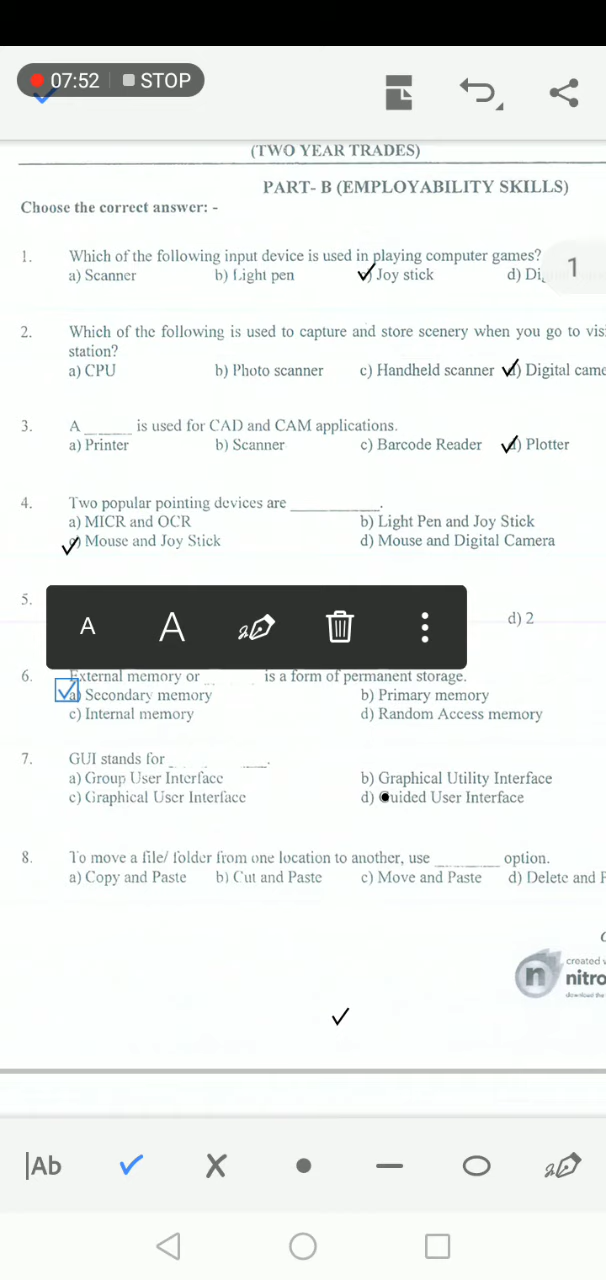 07:52 STOP
(TWO YEAR TRADES)
PART- B (EMPLOYABILITY SKILLS)
Choose the correct answer: -
1. Which of the following input device is used in playing computer games?
a) Scanner b) Light pen c) Joy stick d) Di
1
2. Which of the following is used to capture and store scenery when you go to vis
station?
a) CPU b) Photo scanner c) Handheld scanner d) Digital came
3. A ______ is used for CAD and CAM applications.
a) Printer b) Scanner c) Barcode Reader d) Plotter
4. Two popular pointing devices are ___________.
a) MICR and OCR b) Light Pen and Joy Stick
c) Mouse and Joy Stick d) Mouse and Digital Camera
5.
A A
d) 2
6. External memory or ______ is a form of permanent storage.
a) Secondary memory b) Primary memory
c) Internal memory d) Random Access memory
7. GUI stands for ________.
a) Group User Interface b) Graphical Utility Interface
c) Graphical User Interface d) Guided User Interface
8. To move a file/ folder from one location to another, use ________ option.
a) Copy and Paste b) Cut and Paste c) Move and Paste d) Delete and P
created
n nitro
Ab